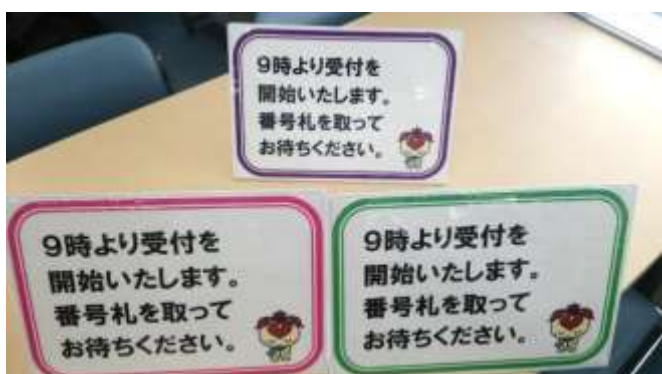 9時より受付を
開始いたします。
番号札を取って
お待ちください。
9時より受付を
開始いたします。
番号札を取って
お待ちください。
9時より受付を
開始いたします。
番号札を取って
お待ちください。